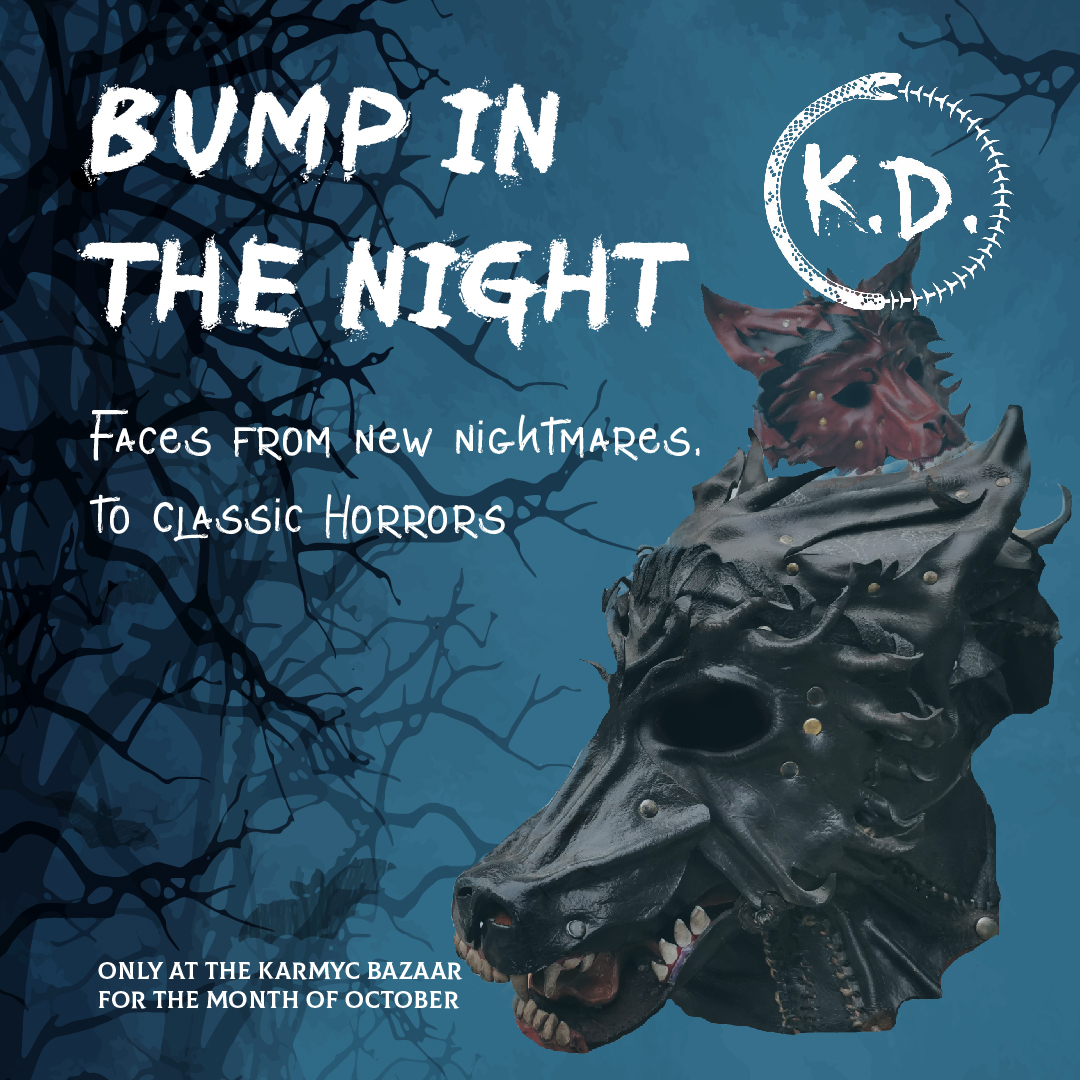 BUMP IN
THE NIGHT
K.D.
Faces from new nightmares.
To classic Horrors
ONLY AT THE KARMYC BAZAAR
FOR THE MONTH OF OCTOBER